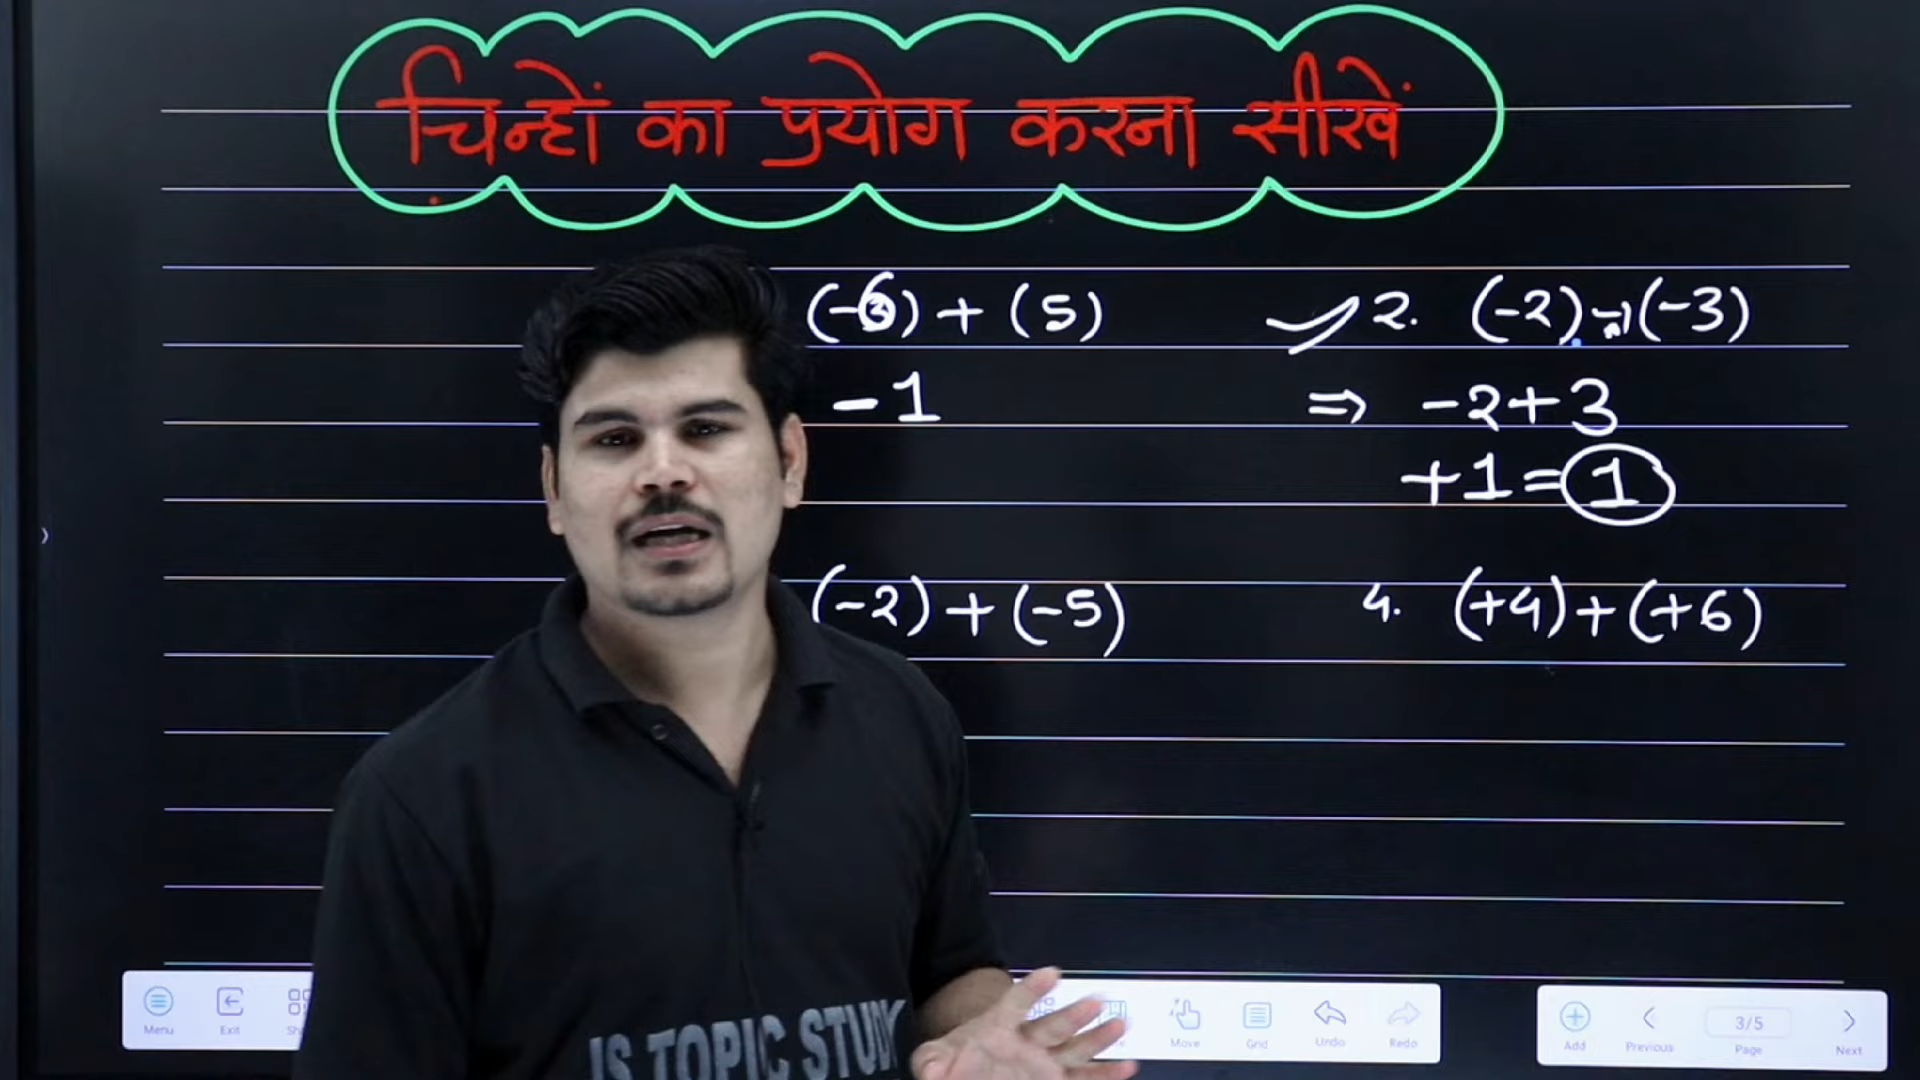 चिन्हों का प्रयोग करना सीखें
(-6) + (5)
2. (-2) - (-3)
- 1
⇒ -2+3
+1=1
(-2) + (-5)
4. (+4)+(+6)
IS TOPIC STUDY
Menu Exit Move Grid Undo Redo
Add Previous 3/5 Page Next